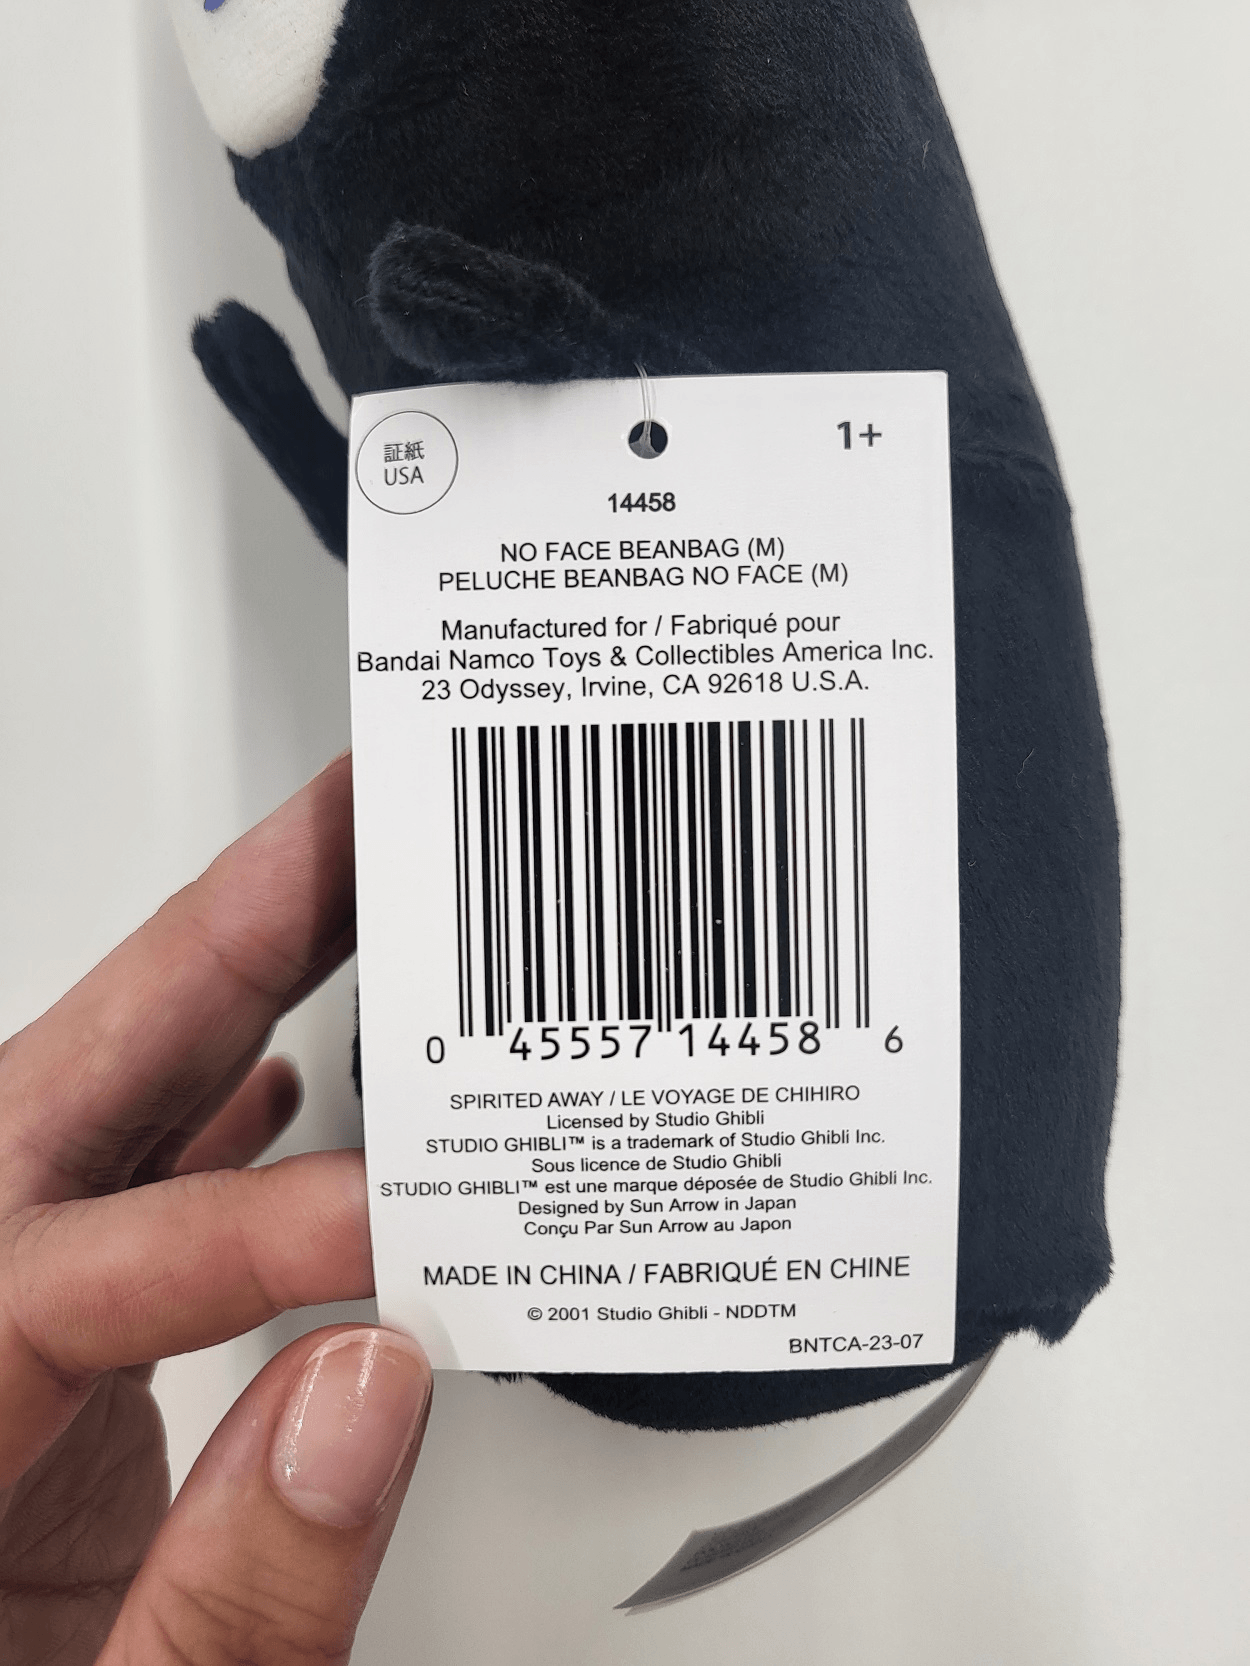 証紙
USA
1+
14458
NO FACE BEANBAG (M)
PELUCHE BEANBAG NO FACE (M)
Manufactured for / Fabriqué pour
Bandai Namco Toys & Collectibles America Inc.
23 Odyssey, Irvine, CA 92618 U.S.A.
0 45557 14458 6
SPIRITED AWAY / LE VOYAGE DE CHIHIRO
Licensed by Studio Ghibli
STUDIO GHIBLI™ is a trademark of Studio Ghibli Inc.
Sous licence de Studio Ghibli
STUDIO GHIBLI™ est une marque déposée de Studio Ghibli Inc.
Designed by Sun Arrow in Japan
Conçu Par Sun Arrow au Japon
MADE IN CHINA / FABRIQUÉ EN CHINE
© 2001 Studio Ghibli - NDDTM
BNTCA-23-07